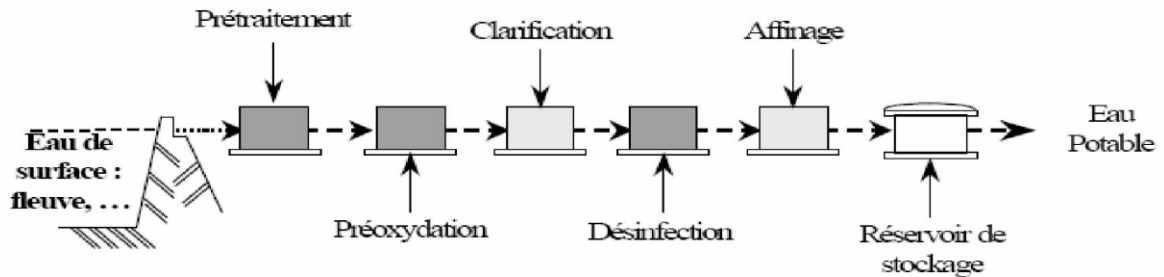 Prétraitement
Clarification
Affinage
Eau de
surface :
fleuve, …
Eau
Potable
Préoxydation
Désinfection
Réservoir de
stockage